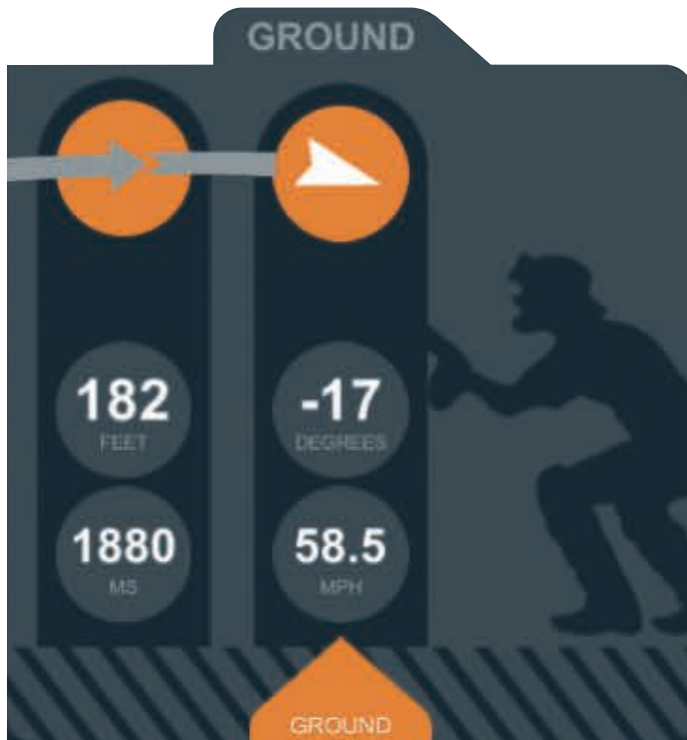 GROUND
182
FEET
1880
MS
-17
DEGREES
58.5
MPH
GROUND